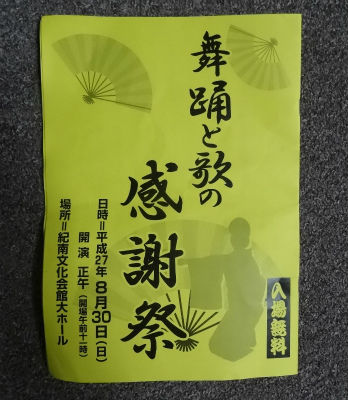 舞踊と歌の
感謝祭
入場無料
日時＝平成27年8月30日(日)
開演 正午(開場午前十一時)
場所＝紀南文化会館大ホール